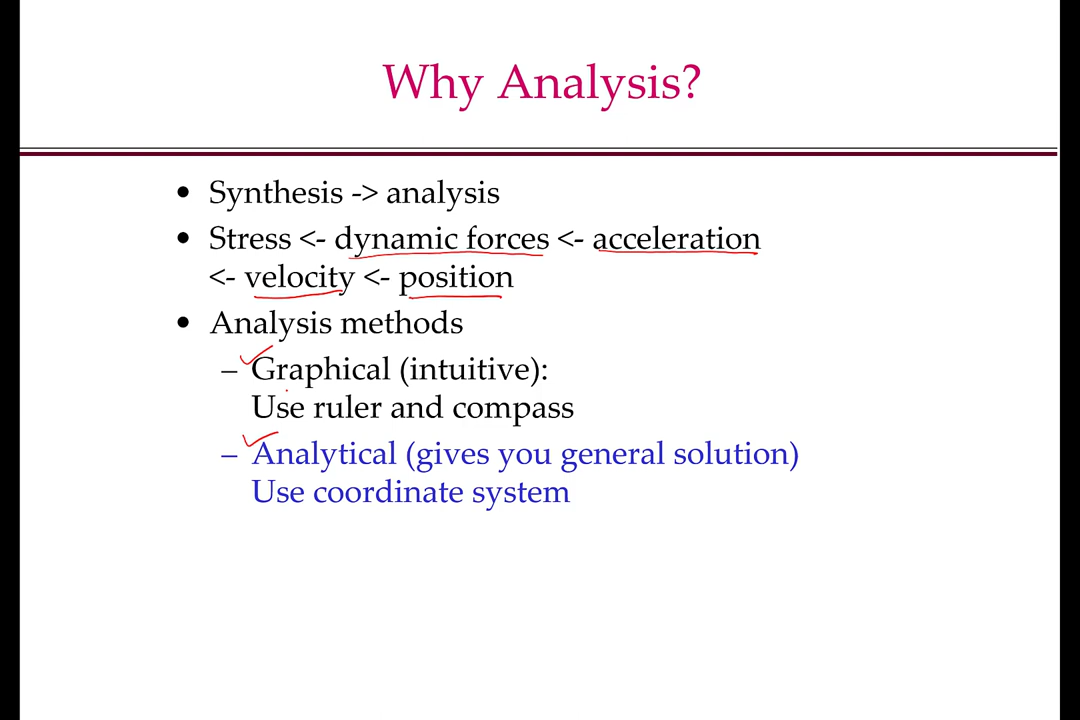 Why Analysis?
• Synthesis -> analysis
• Stress <- dynamic forces <- acceleration
<- velocity <- position
• Analysis methods
– Graphical (intuitive):
Use ruler and compass
– Analytical (gives you general solution)
Use coordinate system